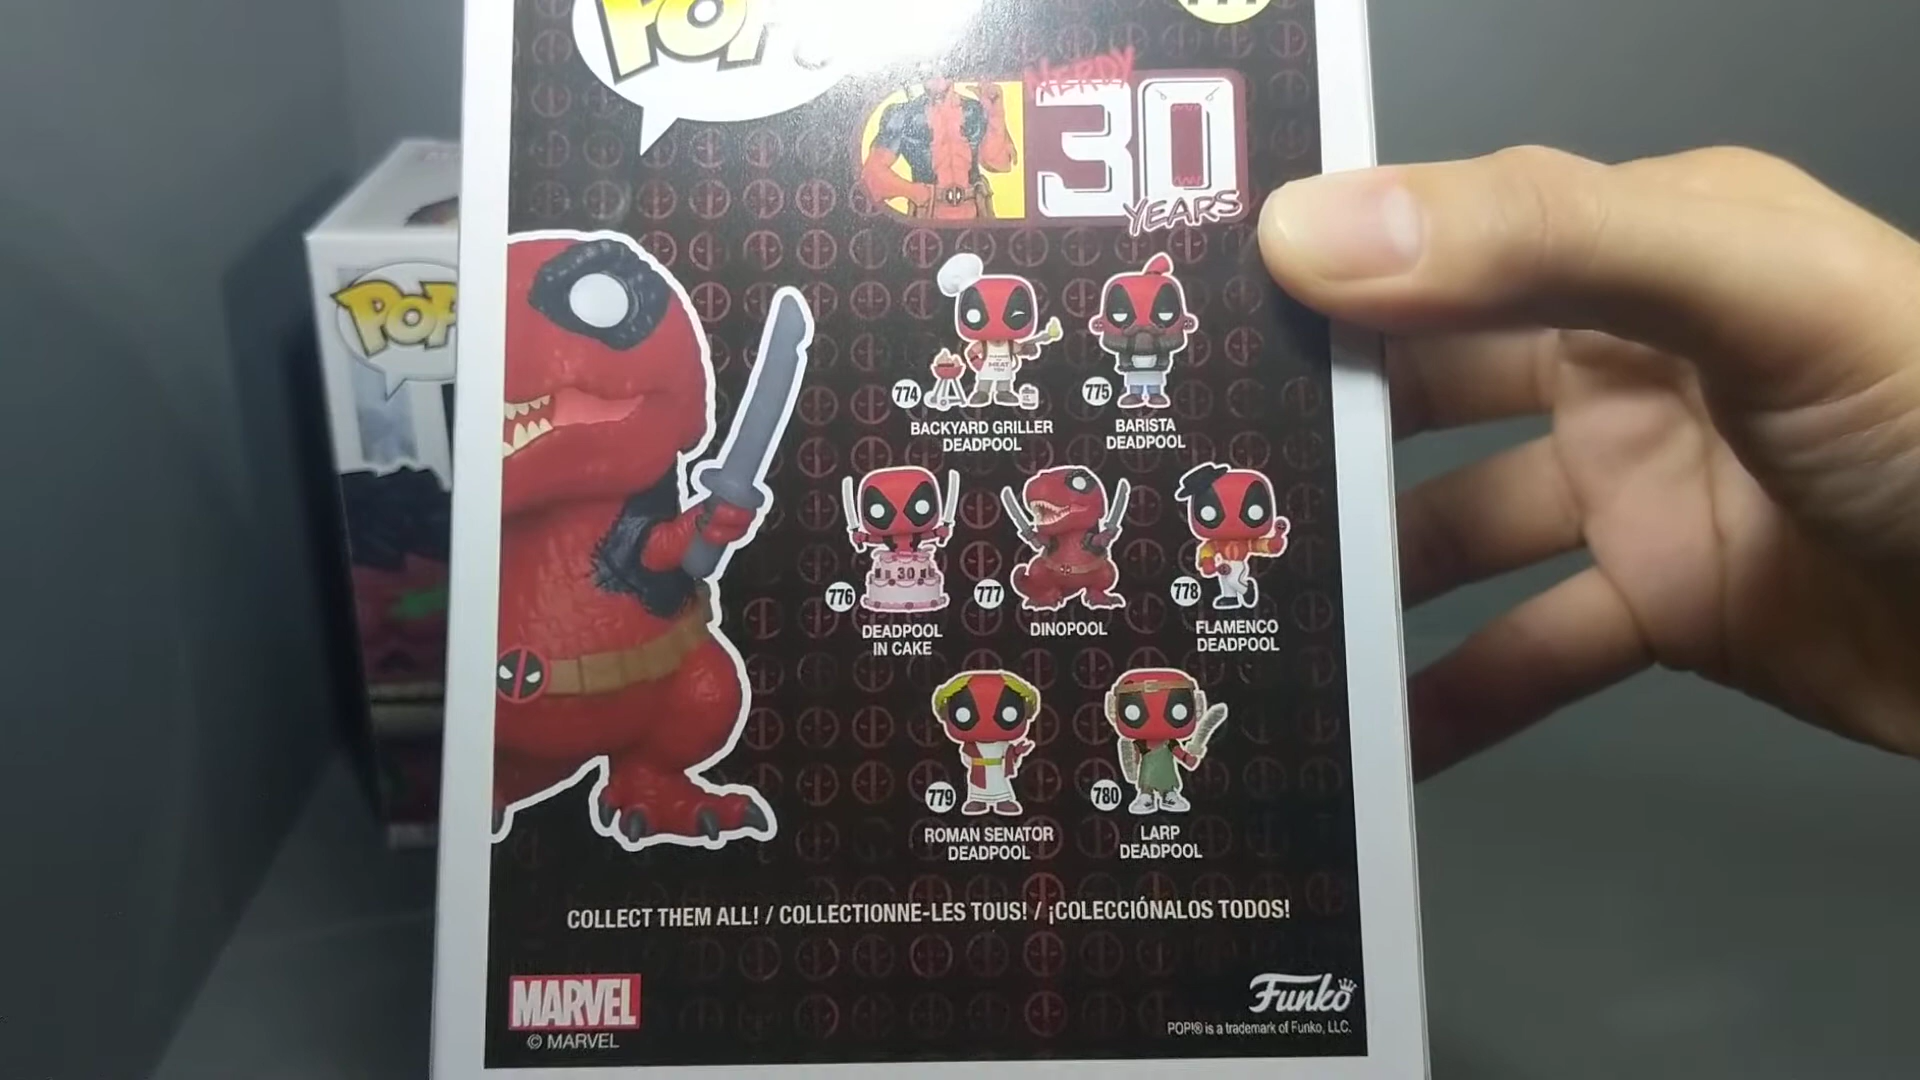 POP
NERDY
30
YEARS
774
BACKYARD GRILLER
DEADPOOL
775
BARISTA
DEADPOOL
30
776
DEADPOOL
IN CAKE
777
DINOPOOL
778
FLAMENCO
DEADPOOL
779
ROMAN SENATOR
DEADPOOL
780
LARP
DEADPOOL
COLLECT THEM ALL! / COLLECTIONNE-LES TOUS! / ¡COLECCIÓNALOS TODOS!
MARVEL
© MARVEL
Funko
POP!® is a trademark of Funko, LLC.
POP